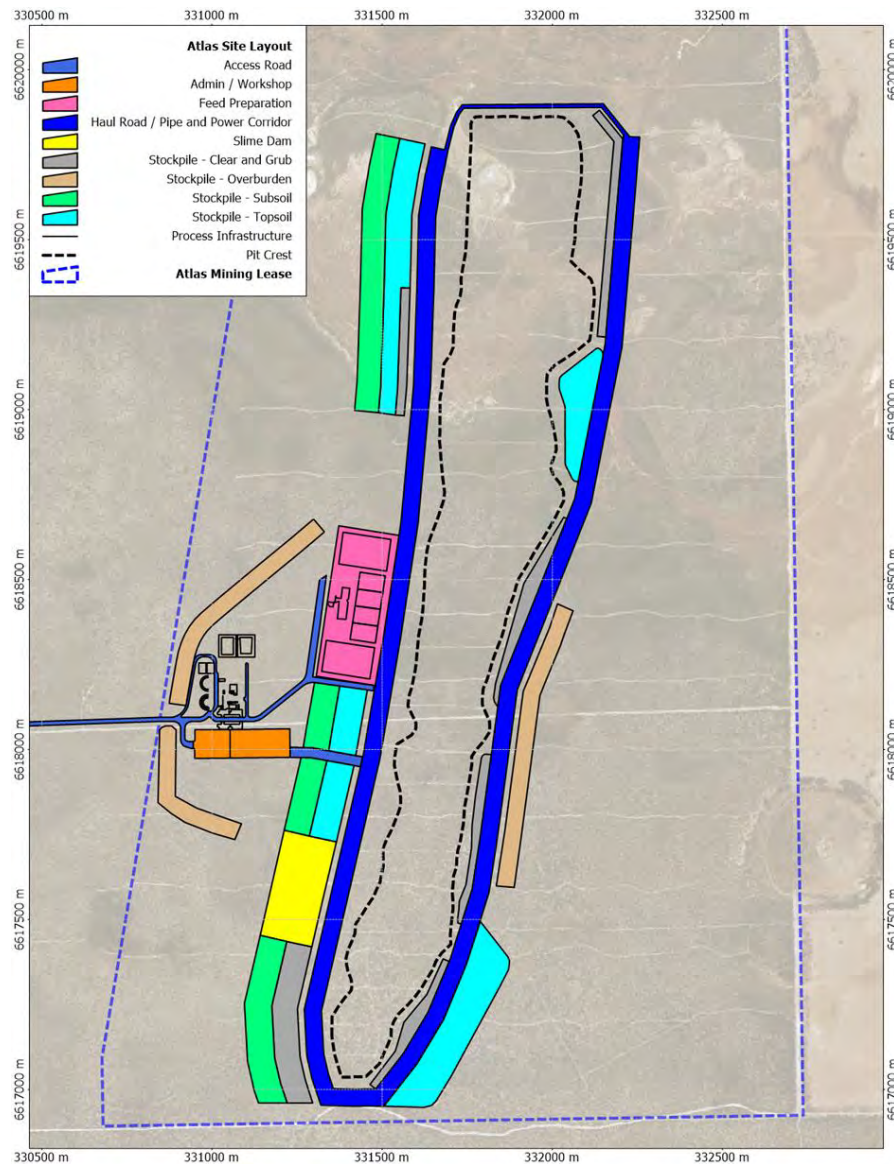 330500 m 331000 m 331500 m 332000 m 332500 m
Atlas Site Layout
Access Road
Admin / Workshop
Feed Preparation
Haul Road / Pipe and Power Corridor
Slime Dam
Stockpile - Clear and Grub
Stockpile - Overburden
Stockpile - Subsoil
Stockpile - Topsoil
Process Infrastructure
Pit Crest
Atlas Mining Lease
6620000 m 6620000 m
6619500 m 6619500 m
6619000 m 6619000 m
6618500 m 6618500 m
6618000 m 6618000 m
6617500 m 6617500 m
6617000 m 6617000 m
330500 m 331000 m 331500 m 332000 m 332500 m